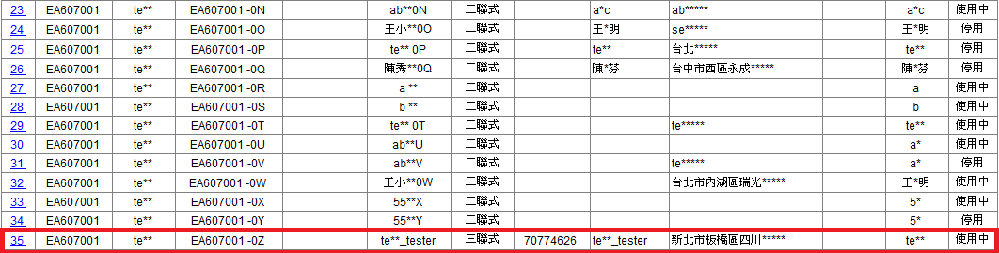 23 EA607001 te** EA607001 -0N ab**0N 二聯式 a*c ab***** a*c 使用中
24 EA607001 te** EA607001 -0O 王小**0O 二聯式 王*明 se***** 王*明 停用
25 EA607001 te** EA607001 -0P te** 0P 二聯式 te** 台北***** te** 停用
26 EA607001 te** EA607001 -0Q 陳秀**0Q 二聯式 陳*芬 台中市西區永成***** 陳*芬 停用
27 EA607001 te** EA607001 -0R a ** 二聯式 a 使用中
28 EA607001 te** EA607001 -0S b ** 二聯式 b 使用中
29 EA607001 te** EA607001 -0T te** 0T 二聯式 te***** te** 使用中
30 EA607001 te** EA607001 -0U ab**U 二聯式 a* 使用中
31 EA607001 te** EA607001 -0V ab**V 二聯式 te***** a* 停用
32 EA607001 te** EA607001 -0W 王小**0W 二聯式 台北市內湖區瑞光***** 王*明 使用中
33 EA607001 te** EA607001 -0X 55**X 二聯式 5* 使用中
34 EA607001 te** EA607001 -0Y 55**Y 二聯式 5* 停用
35 EA607001 te** EA607001 -0Z te**_tester 三聯式 70774626 te**_tester 新北市板橋區四川***** te** 使用中